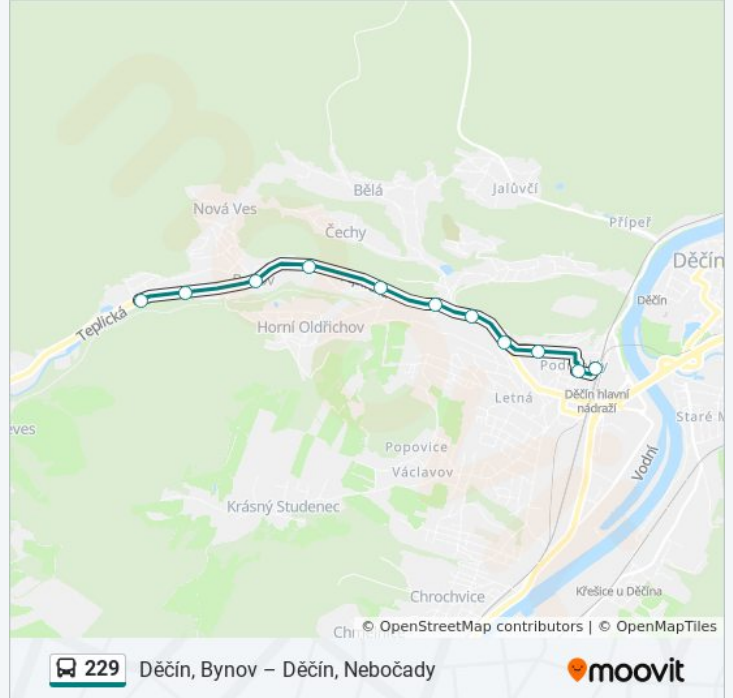 Bělá
Jalůvčí
Nová Ves
Čechy
Přípeř
Děčín
Děčín
Teplická
Horní Oldřichov
Letná
Děčín hlavní
nádraží
Staré M
Popovice
Václavov
Vodní
Krásný Studenec
Křešice u Děčína
Chrochvice
© OpenStreetMap contributors | © OpenMapTiles
229 Děčín, Bynov – Děčín, Nebočady
moovit